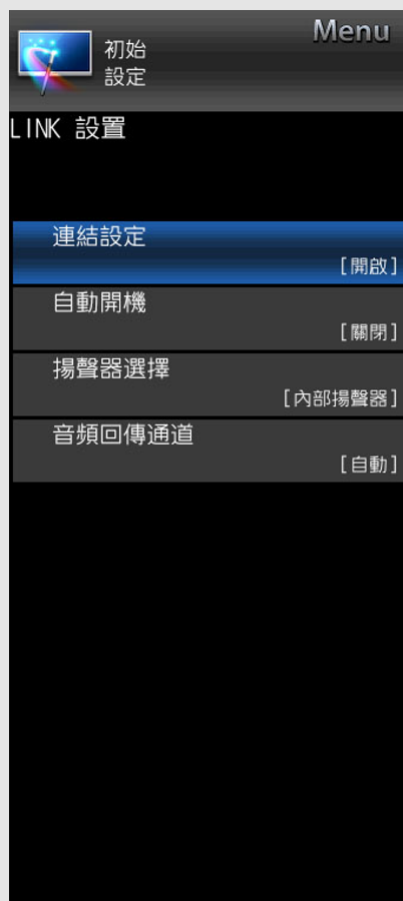 Menu
初始
設定
LINK 設置
連結設定
[開啟]
自動開機
[關閉]
揚聲器選擇
[內部揚聲器]
音頻回傳通道
[自動]